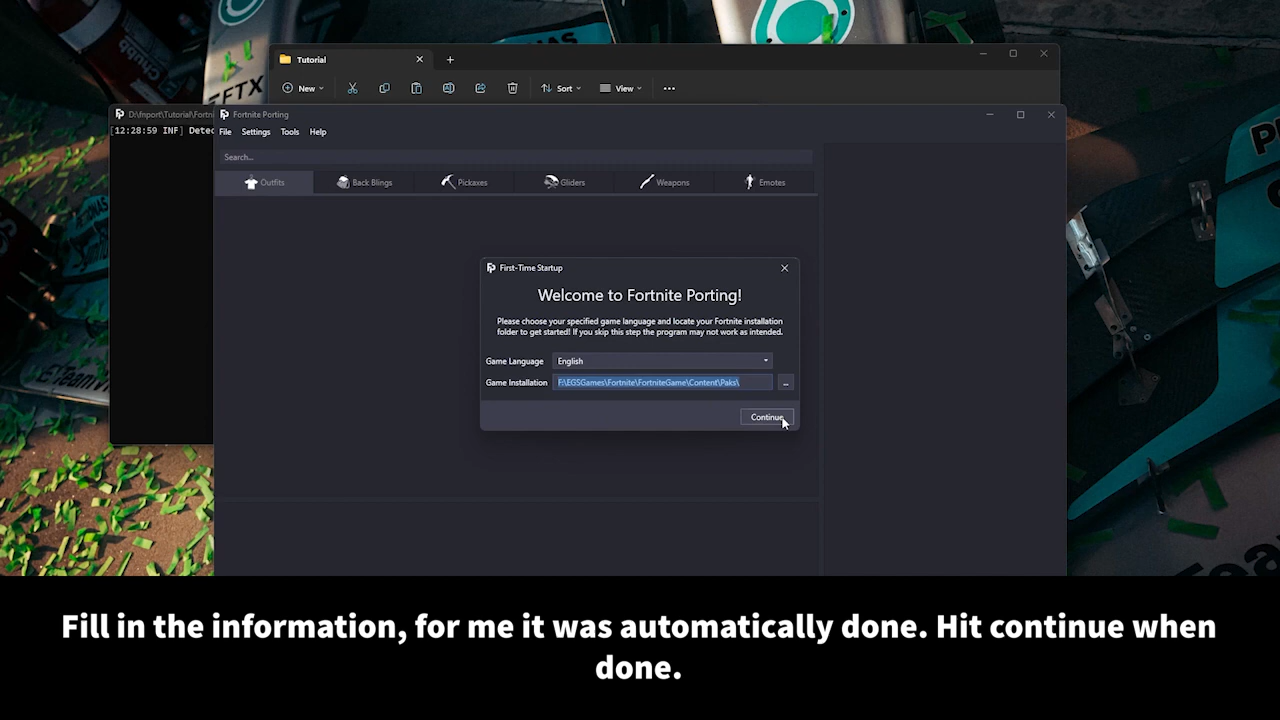 Chubb
FTX
Tutorial
New
Sort
View
D:\fnport\Tutorial\Fortni
Fortnite Porting
[12:28:59 INF] Detec
File Settings Tools Help
Search...
Outfits Back Blings Pickaxes Gliders Weapons Emotes
First-Time Startup
Welcome to Fortnite Porting!
Please choose your specified game language and locate your Fortnite installation
folder to get started! If you skip this step the program may not work as intended.
Game Language English
Game Installation F:\EGSGames\Fortnite\FortniteGame\Content\Paks\
...
Continue
Fill in the information, for me it was automatically done. Hit continue when
done.